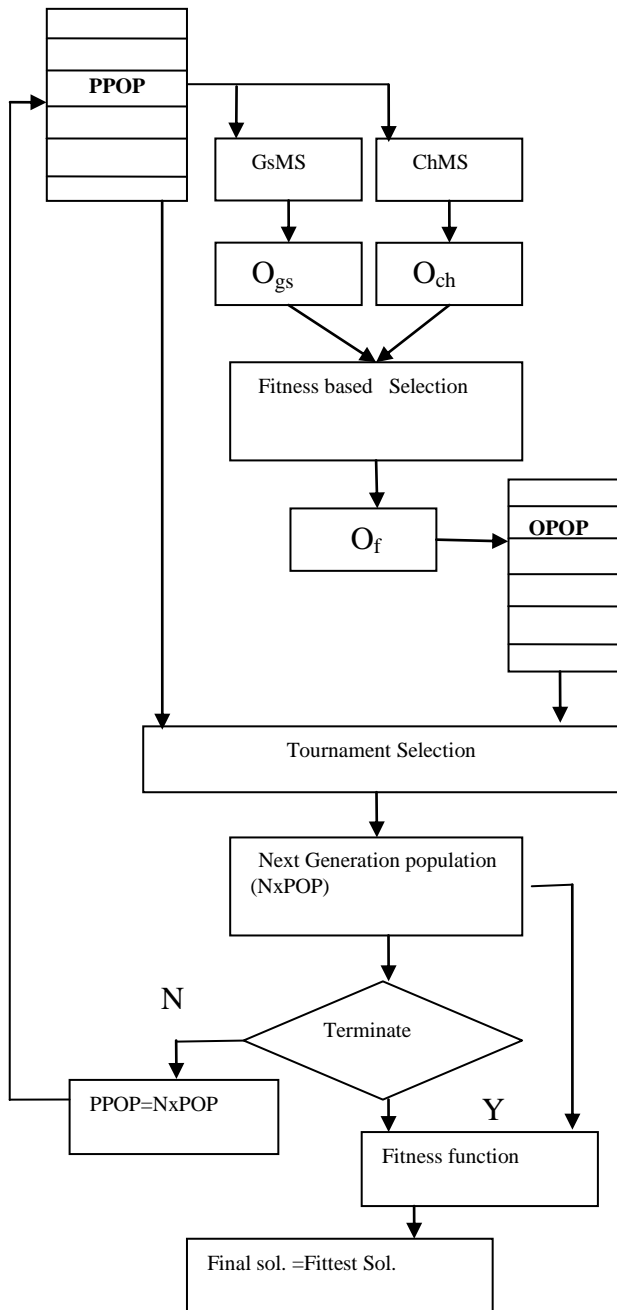 PPOP
GsMS
ChMS
Ogs
Och
Fitness based Selection
Of
OPOP
Tournament Selection
Next Generation population
(NxPOP)
N
Terminate
PPOP=NxPOP
Y
Fitness function
Final sol. =Fittest Sol.